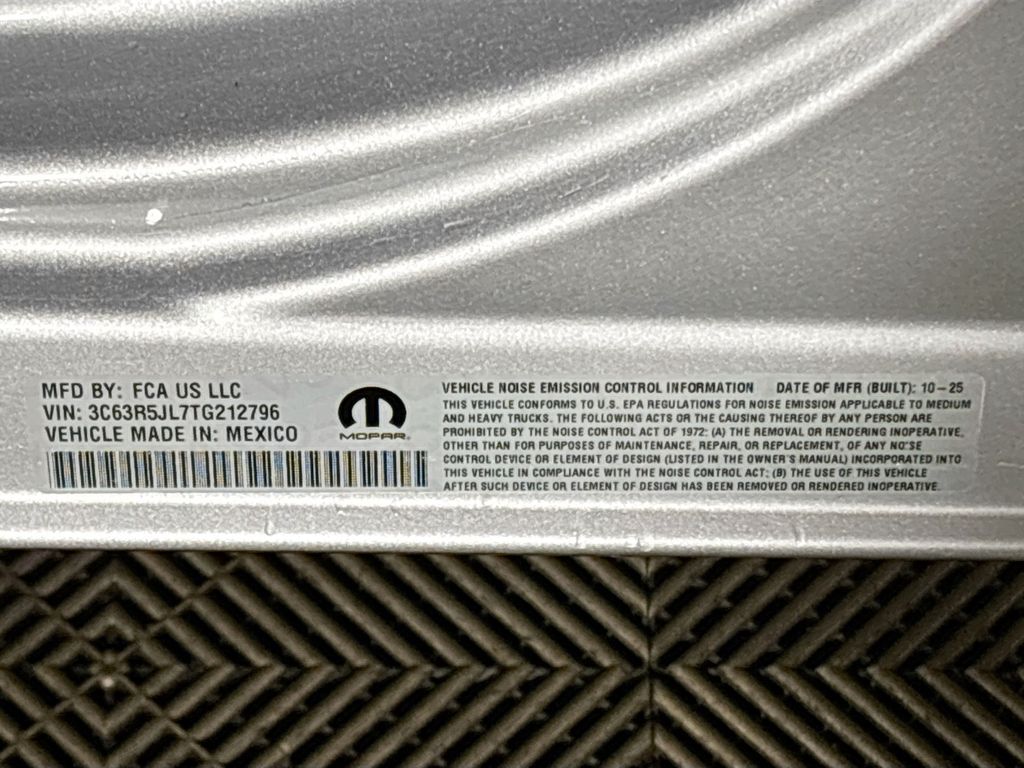 MFD BY: FCA US LLC
VIN: 3C63R5JL7TG212796
VEHICLE MADE IN: MEXICO
MOPAR
VEHICLE NOISE EMISSION CONTROL INFORMATION DATE OF MFR (BUILT): 10-25
THIS VEHICLE CONFORMS TO U.S. EPA REGULATIONS FOR NOISE EMISSION APPLICABLE TO MEDIUM
AND HEAVY TRUCKS. THE FOLLOWING ACTS OR THE CAUSING THEREOF BY ANY PERSON ARE
PROHIBITED BY THE NOISE CONTROL ACT OF 1972: (A) THE REMOVAL OR RENDERING INOPERATIVE,
OTHER THAN FOR PURPOSES OF MAINTENANCE, REPAIR, OR REPLACEMENT, OF ANY NOISE
CONTROL DEVICE OR ELEMENT OF DESIGN (LISTED IN THE OWNER'S MANUAL) INCORPORATED INTO
THIS VEHICLE IN COMPLIANCE WITH THE NOISE CONTROL ACT; (B) THE USE OF THIS VEHICLE
AFTER SUCH DEVICE OR ELEMENT OF DESIGN HAS BEEN REMOVED OR RENDERED INOPERATIVE.